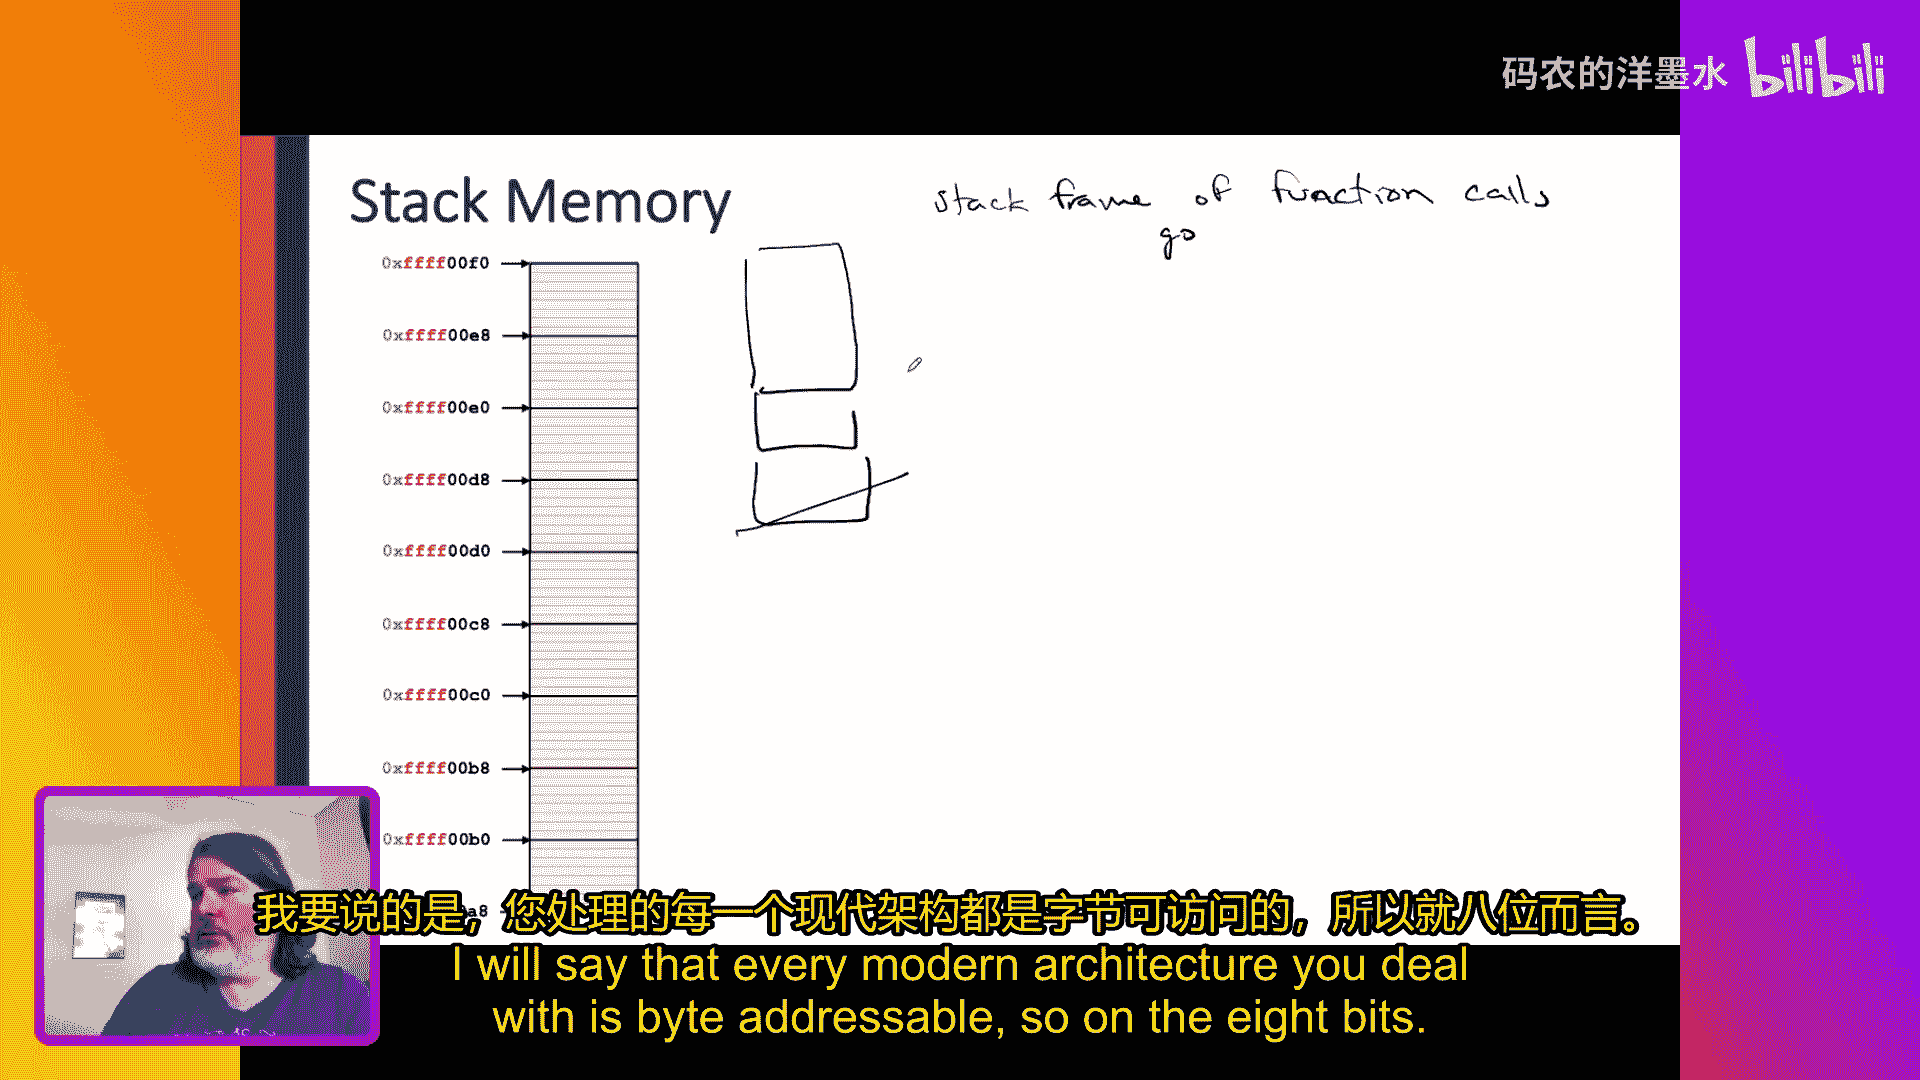 码农的洋墨水 bilibili
Stack Memory
stack frame of function calls
go
0xffff00f0
0xffff00e8
0xffff00e0
0xffff00d8
0xffff00d0
0xffff00c8
0xffff00c0
0xffff00b8
0xffff00b0
a8
我要说的是，您处理的每一个现代架构都是字节可访问的，所以就八位而言。
I will say that every modern architecture you deal
with is byte addressable, so on the eight bits.